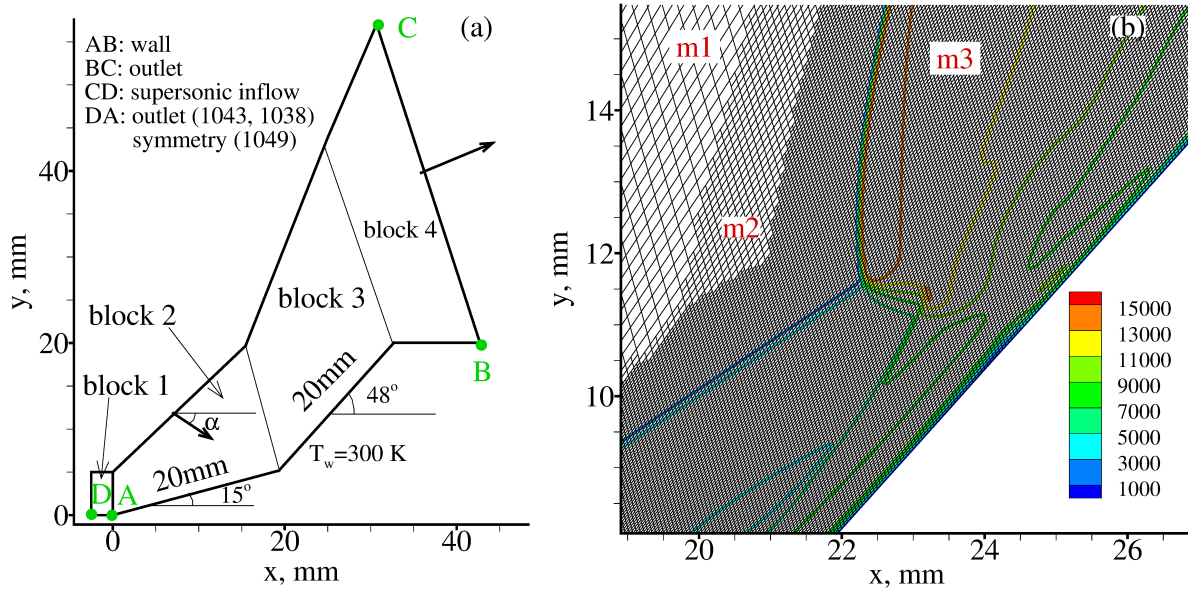 (a)
AB: wall
BC: outlet
CD: supersonic inflow
DA: outlet (1043, 1038)
symmetry (1049)
C
block 4
block 3
block 2
block 1
α
20mm
48°
T_w=300 K
20mm
15°
D
A
B
0
20
40
y, mm
0
20
40
x, mm
(b)
m1
m2
m3
14
12
10
y, mm
20
22
24
26
x, mm
15000
13000
11000
9000
7000
5000
3000
1000